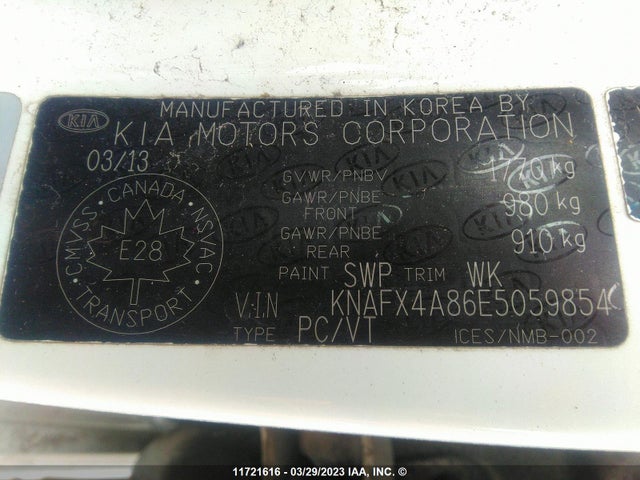 MANUFACTURED IN KOREA BY
KIA KIA MOTORS CORPORATION
03/13
GVWR/PNBV 1770 kg
GAWR/PNBE FRONT 980 kg
GAWR/PNBE REAR 910 kg
CANADA
CMVSS NSVAC
E28
TRANSPORT
PAINT SWP TRIM WK
V.I.N KNAFX4A86E5059854
TYPE PC/VT ICES/NMB-002
11721616 - 03/29/2023 IAA, Inc. ©